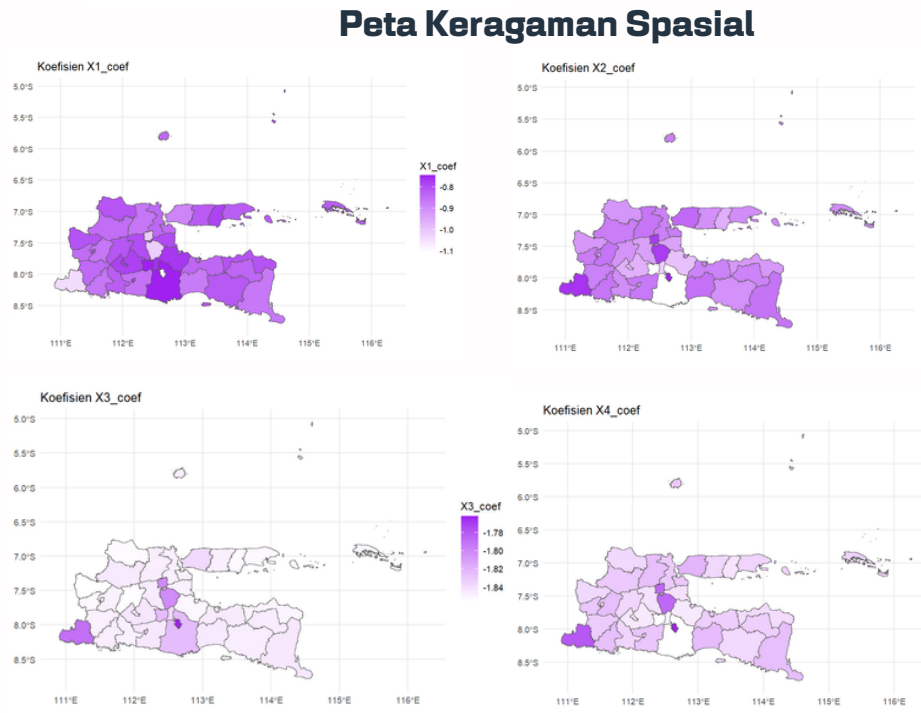 Peta Keragaman Spasial
Koefisien X1_coef
5.0°S
5.5°S
6.0°S
6.5°S
7.0°S
7.5°S
8.0°S
8.5°S
111°E 112°E 113°E 114°E 115°E 116°E
X1_coef
-0.8
-0.9
-1.0
-1.1
Koefisien X2_coef
5.0°S
5.5°S
6.0°S
6.5°S
7.0°S
7.5°S
8.0°S
8.5°S
111°E 112°E 113°E 114°E 115°E 116°E
Koefisien X3_coef
5.0°S
5.5°S
6.0°S
6.5°S
7.0°S
7.5°S
8.0°S
8.5°S
111°E 112°E 113°E 114°E 115°E 116°E
X3_coef
-1.78
-1.80
-1.82
-1.84
Koefisien X4_coef
5.0°S
5.5°S
6.0°S
6.5°S
7.0°S
7.5°S
8.0°S
8.5°S
111°E 112°E 113°E 114°E 115°E 116°E